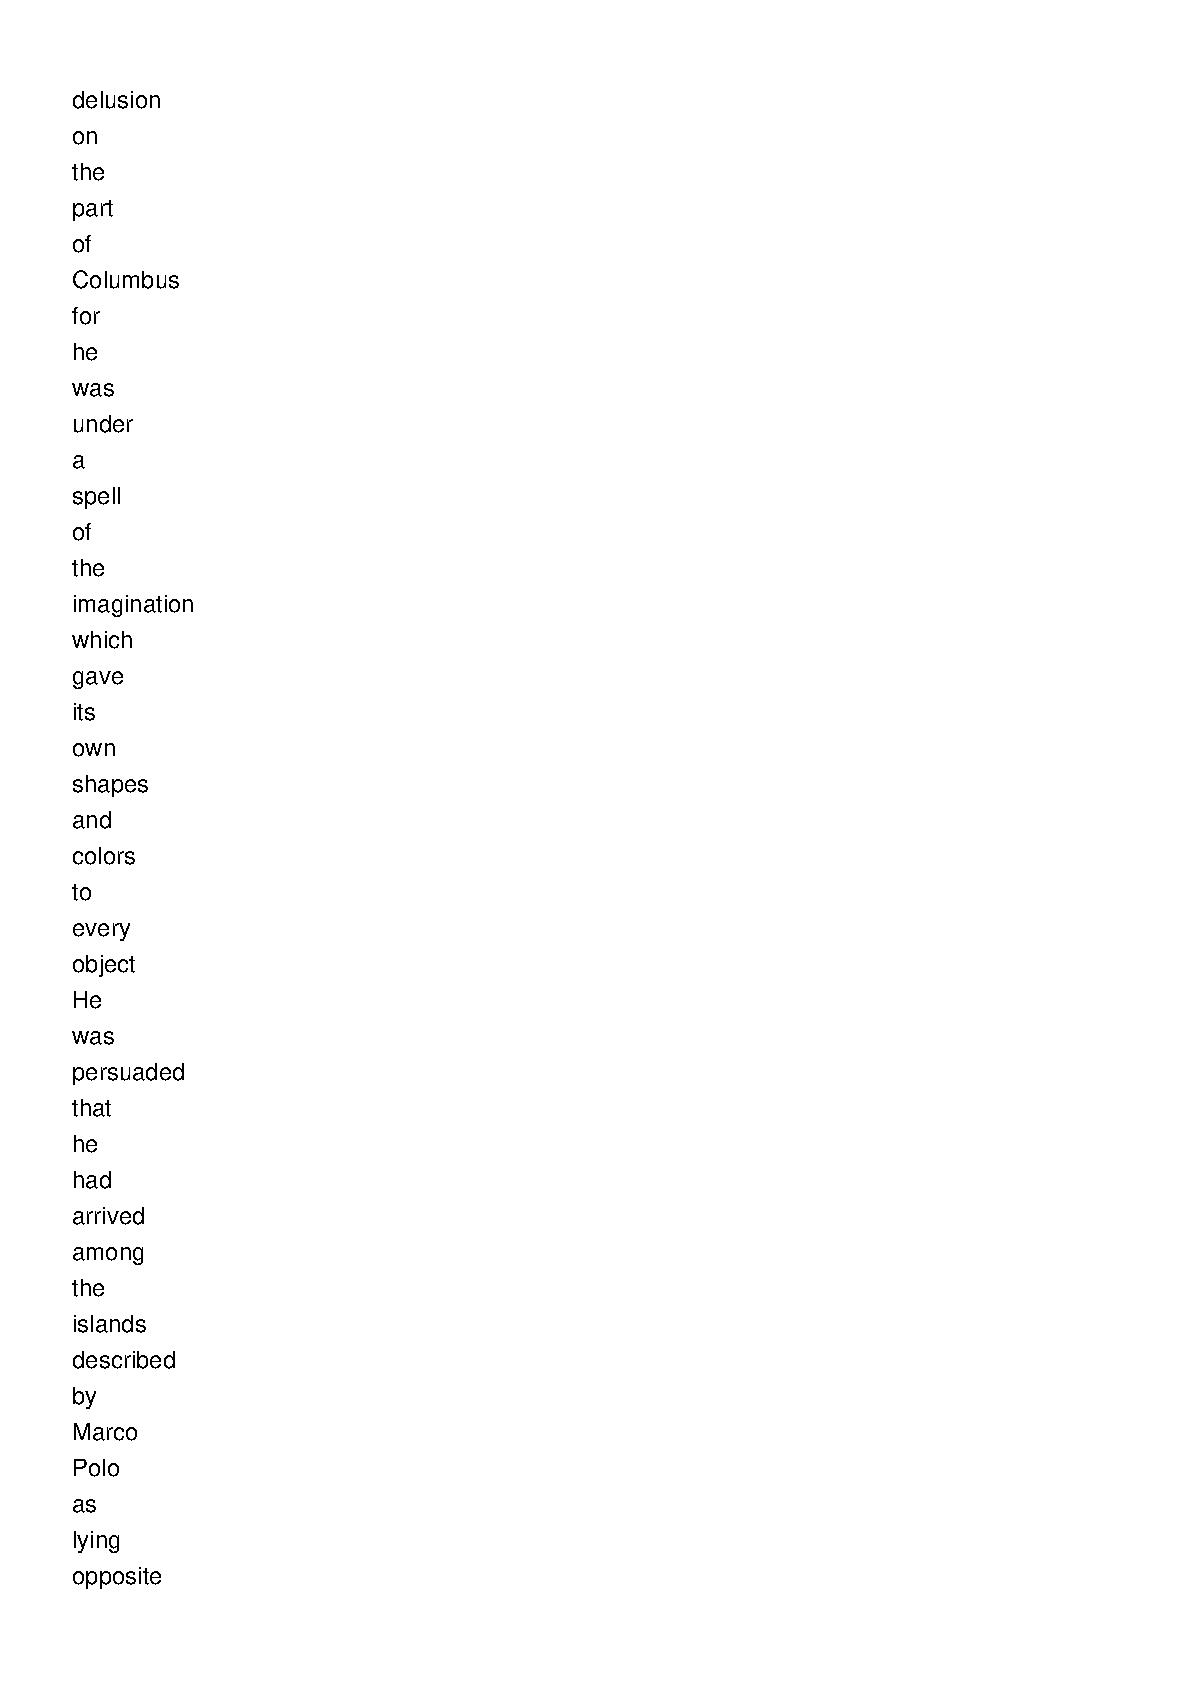 delusion
on
the
part
of
Columbus
for
he
was
under
a
spell
of
the
imagination
which
gave
its
own
shapes
and
colors
to
every
object
He
was
persuaded
that
he
had
arrived
among
the
islands
described
by
Marco
Polo
as
lying
opposite